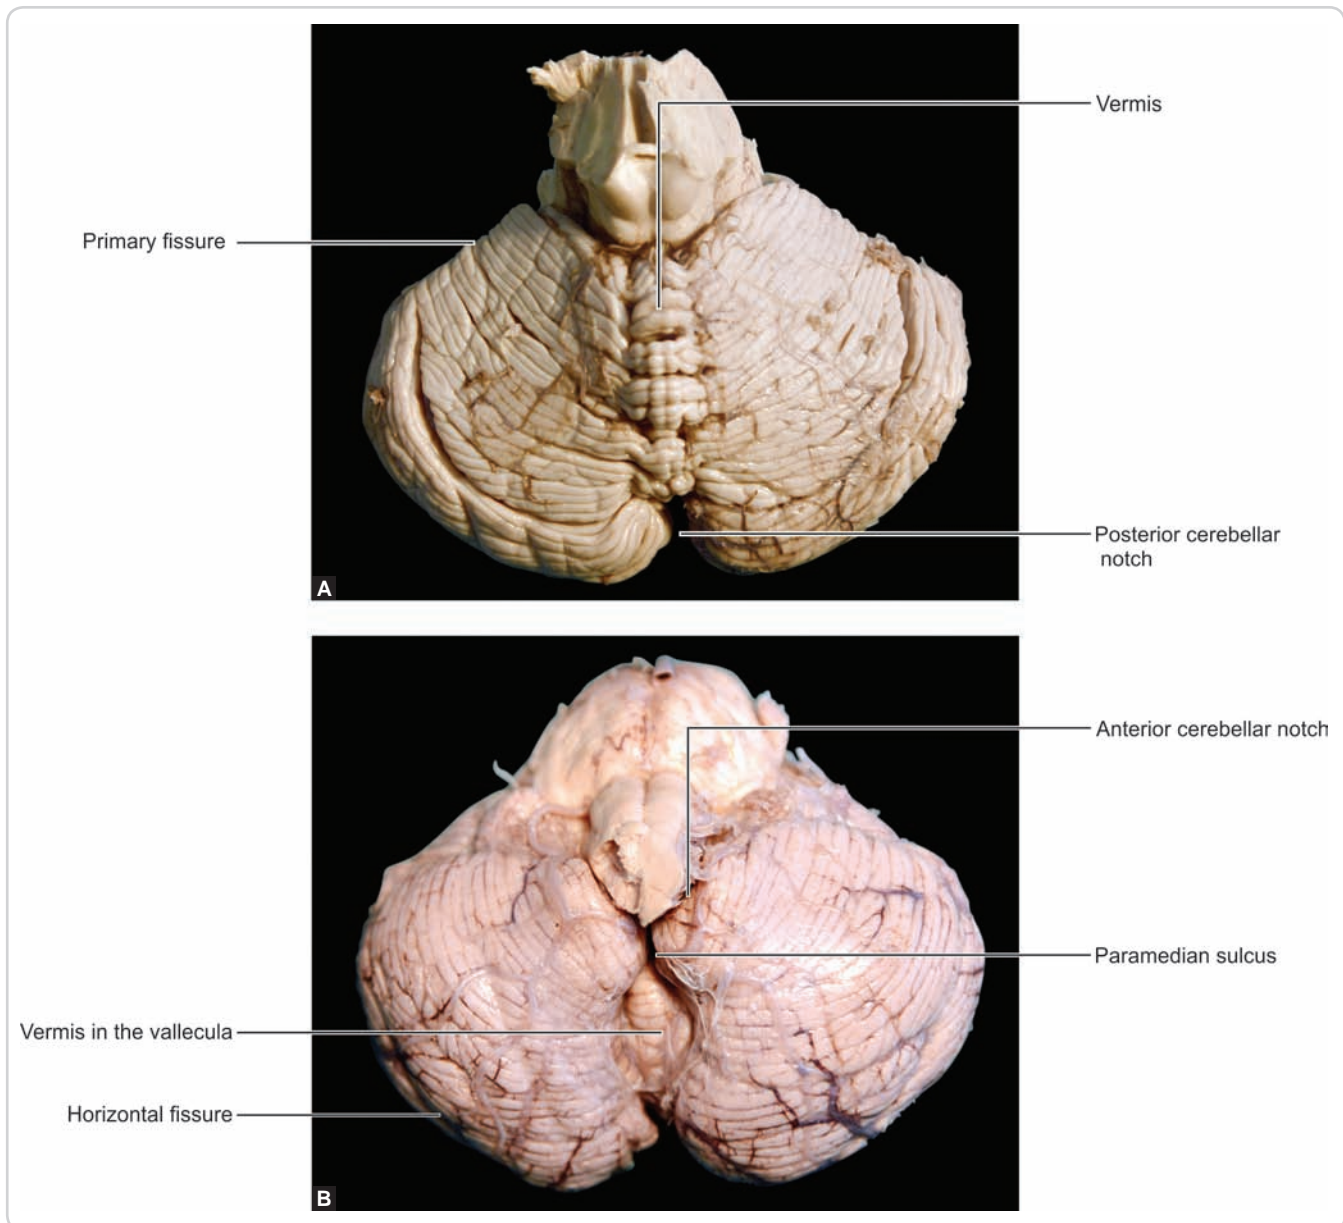 Vermis
Primary fissure
Posterior cerebellar
notch
A
Anterior cerebellar notch
Paramedian sulcus
Vermis in the vallecula
Horizontal fissure
B